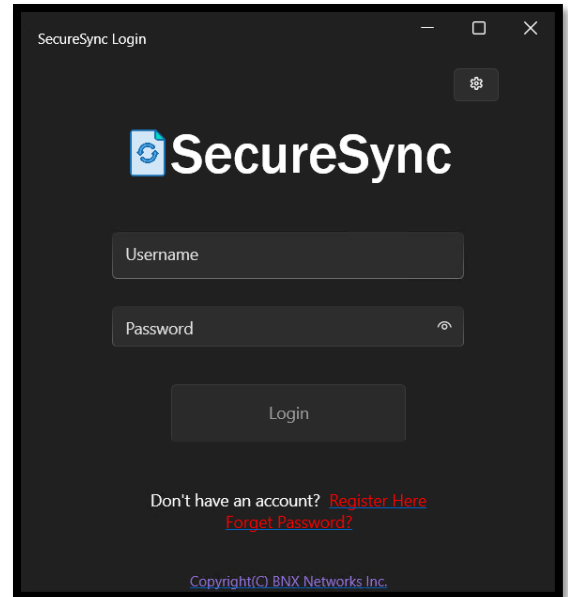 SecureSync Login
SecureSync
Username
Password
Login
Don't have an account? Register Here
Forget Password?
Copyright(C) BNX Networks Inc.